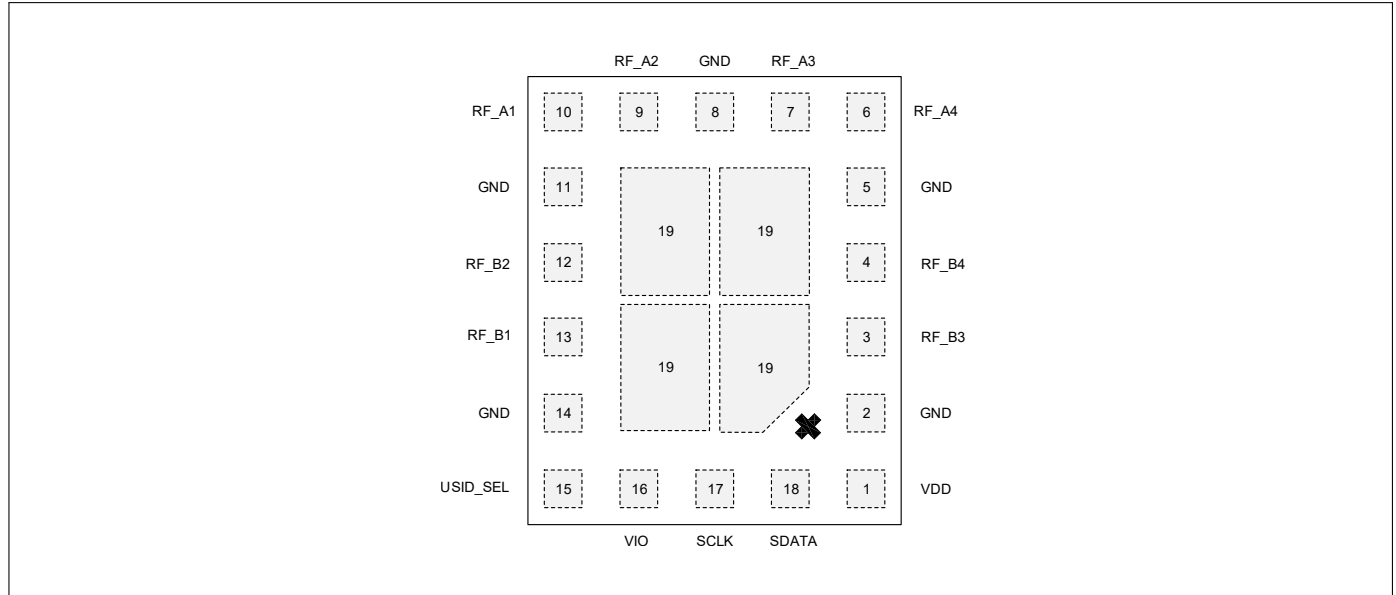 RF_A2 GND RF_A3
RF_A1 10 9 8 7 6 RF_A4
GND 11 5 GND
19 19
RF_B2 12 4 RF_B4
RF_B1 13 3 RF_B3
19 19
GND 14 2 GND
USID_SEL 15 16 17 18 1 VDD
VIO SCLK SDATA